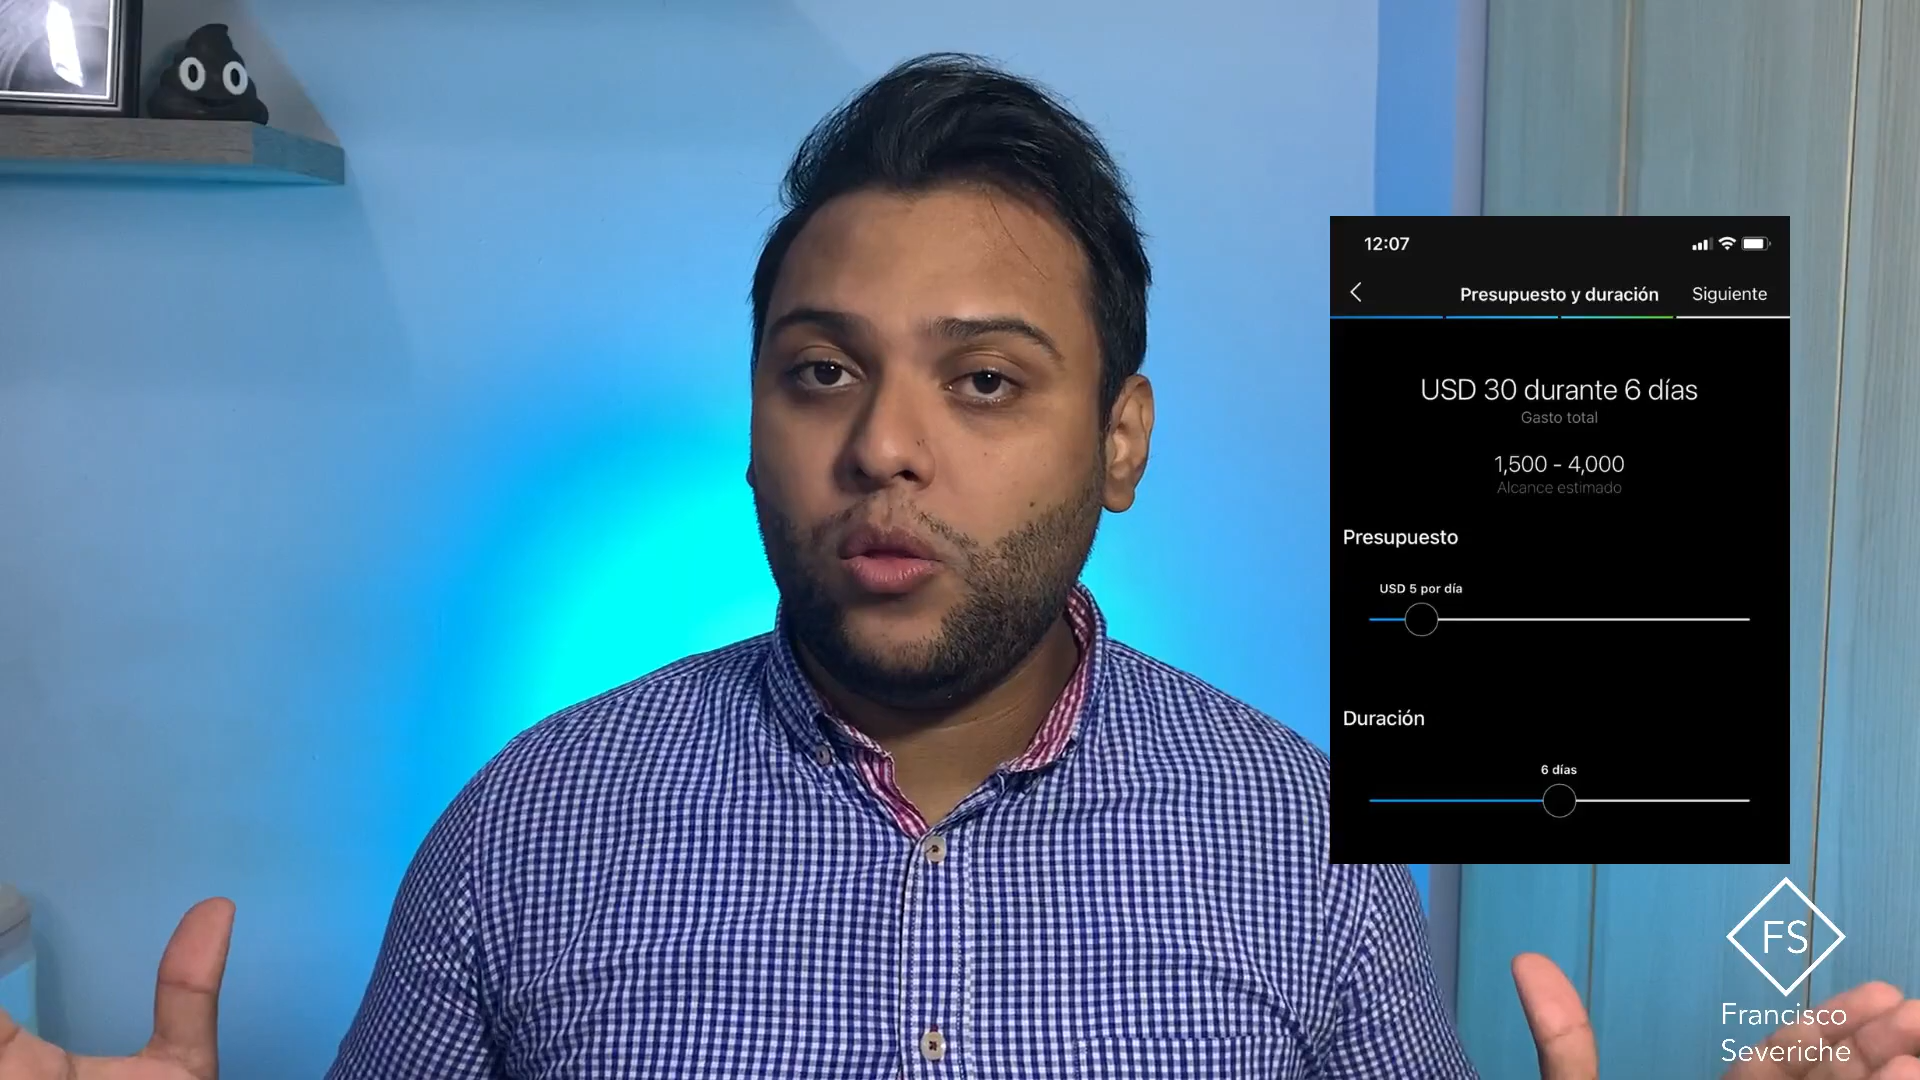 12:07
Presupuesto y duración
Siguiente
USD 30 durante 6 días
Gasto total
1,500 - 4,000
Alcance estimado
Presupuesto
USD 5 por día
Duración
6 días
FS
Francisco
Severiche